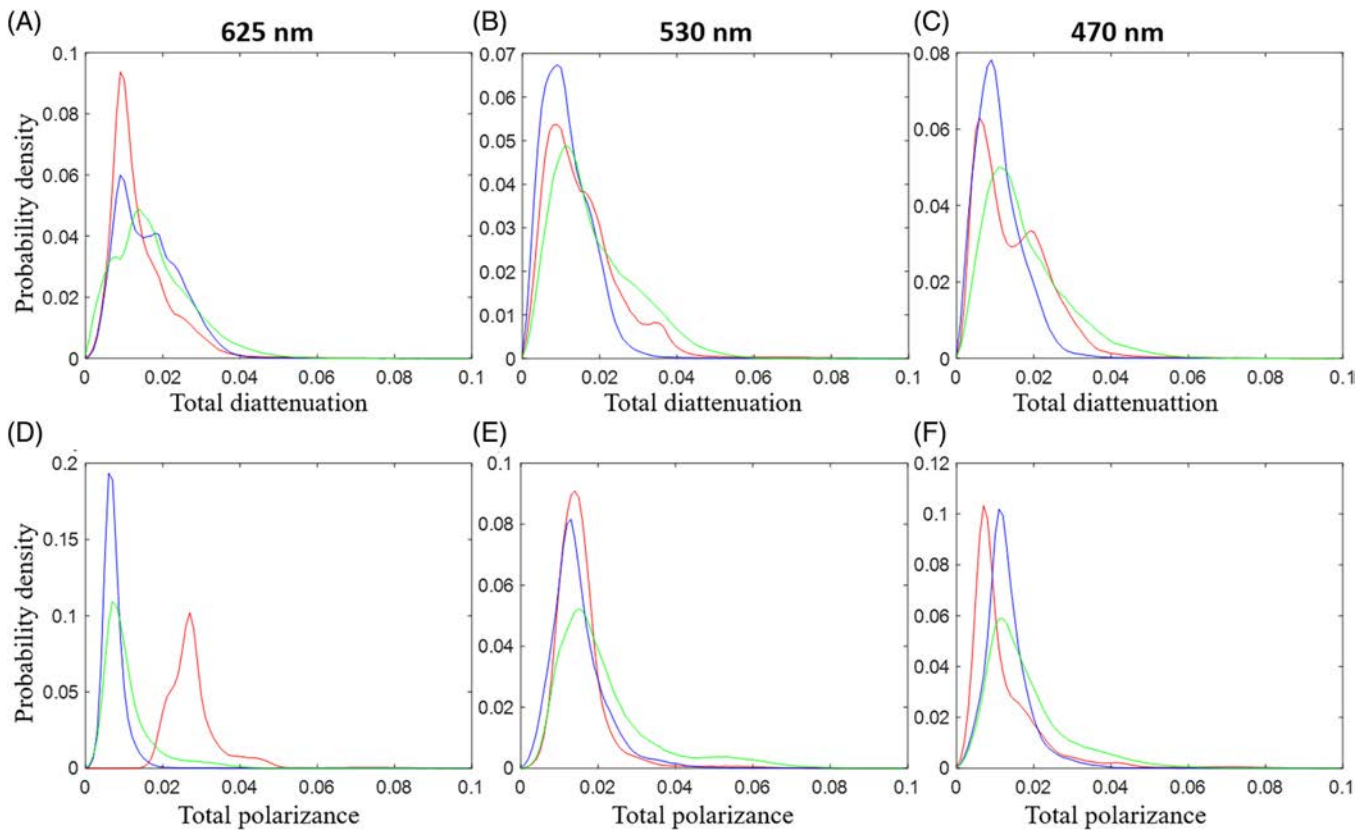 (A) 625 nm (B) 530 nm (C) 470 nm
0.1
0.08
0.06
0.04
0.02
0
Probability density
0 0.02 0.04 0.06 0.08 0.1
Total diattenuation
0.07
0.06
0.05
0.04
0.03
0.02
0.01
0
0 0.02 0.04 0.06 0.08 0.1
Total diattenuation
0.08
0.06
0.04
0.02
0
0 0.02 0.04 0.06 0.08 0.1
Total diattenuattion
(D) (E) (F)
0.2
0.15
0.1
0.05
0
Probability density
0 0.02 0.04 0.06 0.08 0.1
Total polarizance
0.1
0.08
0.06
0.04
0.02
0
0 0.02 0.04 0.06 0.08 0.1
Total polarizance
0.12
0.1
0.08
0.06
0.04
0.02
0
0 0.02 0.04 0.06 0.08 0.1
Total polarizance